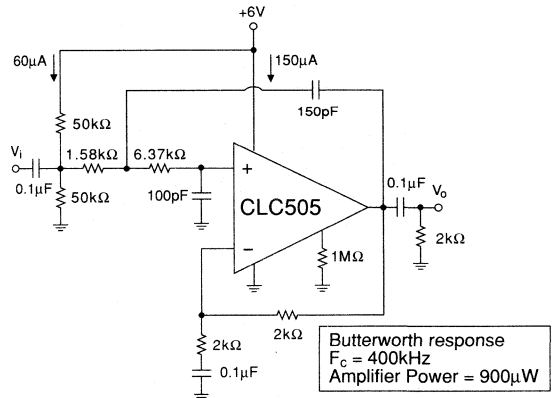 +6V
60μA
150μA
150pF
50kΩ
Vi
1.58kΩ
6.37kΩ
0.1μF
50kΩ
100pF
+
CLC505
0.1μF
Vo
−
1MΩ
2kΩ
2kΩ
2kΩ
0.1μF
Butterworth response
Fc = 400kHz
Amplifier Power = 900μW